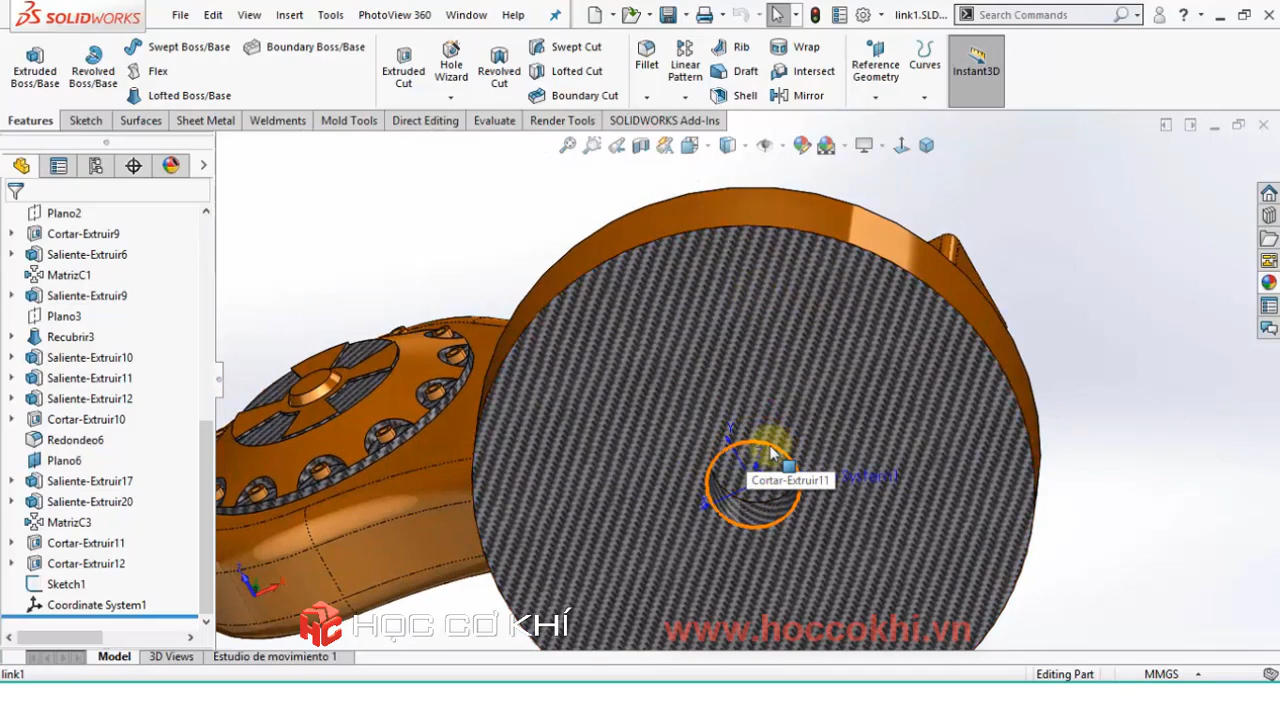 SOLIDWORKS File Edit View Insert Tools PhotoView 360 Window Help link1.SLD... Search Commands ?
Extruded Boss/Base Revolved Boss/Base Swept Boss/Base Boundary Boss/Base Extruded Cut Hole Wizard Revolved Cut Swept Cut Fillet Linear Pattern Rib Wrap Reference Geometry Curves Instant3D
Flex Lofted Cut Draft Intersect
Lofted Boss/Base Boundary Cut Shell Mirror
Features Sketch Surfaces Sheet Metal Weldments Mold Tools Direct Editing Evaluate Render Tools SOLIDWORKS Add-Ins
Plano2
Cortar-Extruir9
Saliente-Extruir6
MatrizC1
Saliente-Extruir9
Plano3
Recubrir3
Saliente-Extruir10
Saliente-Extruir11
Saliente-Extruir12
Cortar-Extruir10
Redondeo6
Plano6
Saliente-Extruir17
Saliente-Extruir20
MatrizC3
Cortar-Extruir11
Cortar-Extruir12
Sketch1
Coordinate System1
Y
Cortar-Extruir11
System1
HỌC CƠ KHÍ
www.hoccokhi.vn
Model 3D Views Estudio de movimiento 1
link1 Editing Part MMGS